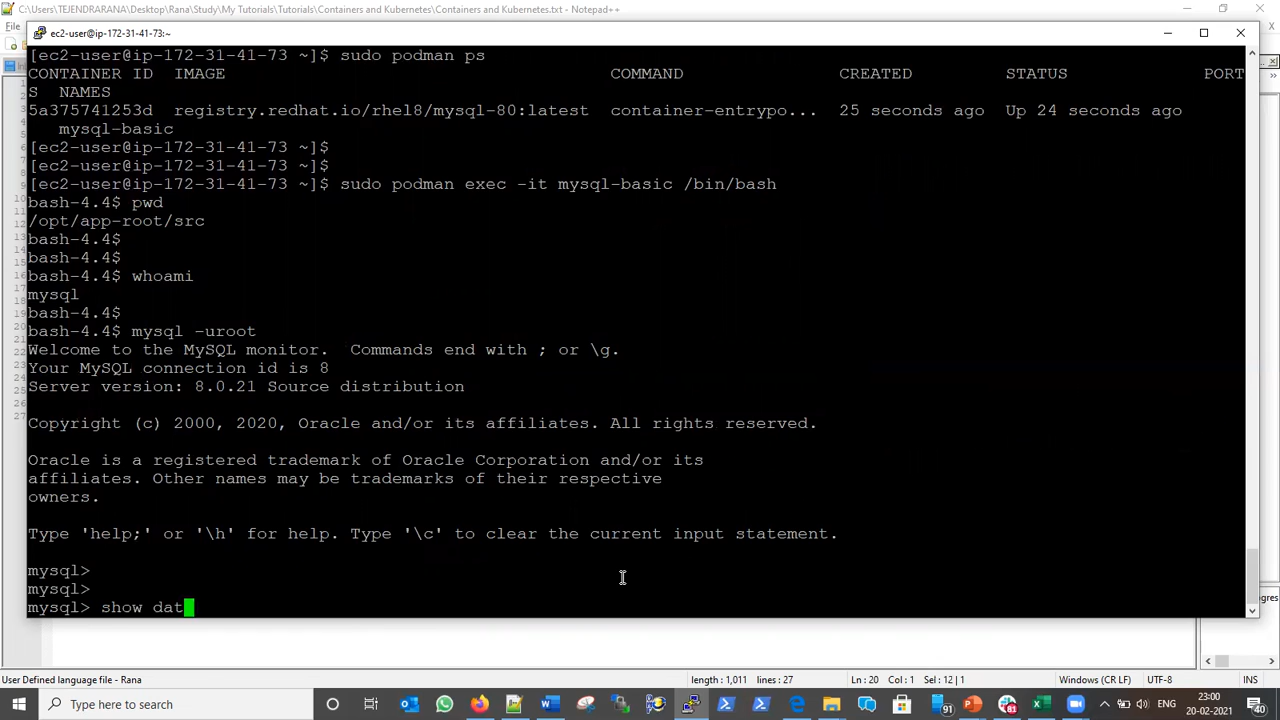 C:\Users\TEJENDRARANA\Desktop\Rana\Study\My Tutorials\Tutorials\Containers and Kubernetes\Containers and Kubernetes.txt - Notepad++
File
ec2-user@ip-172-31-41-73:~
[ec2-user@ip-172-31-41-73 ~]$ sudo podman ps
CONTAINER ID  IMAGE                                     COMMAND               CREATED         STATUS             PORT
S  NAMES
5a375741253d  registry.redhat.io/rhel8/mysql-80:latest  container-entrypo...  25 seconds ago  Up 24 seconds ago
mysql-basic
[ec2-user@ip-172-31-41-73 ~]$
[ec2-user@ip-172-31-41-73 ~]$
[ec2-user@ip-172-31-41-73 ~]$ sudo podman exec -it mysql-basic /bin/bash
bash-4.4$ pwd
/opt/app-root/src
bash-4.4$
bash-4.4$
bash-4.4$ whoami
mysql
bash-4.4$
bash-4.4$ mysql -uroot
Welcome to the MySQL monitor.  Commands end with ; or \g.
Your MySQL connection id is 8
Server version: 8.0.21 Source distribution
Copyright (c) 2000, 2020, Oracle and/or its affiliates. All rights reserved.
Oracle is a registered trademark of Oracle Corporation and/or its
affiliates. Other names may be trademarks of their respective
owners.
Type 'help;' or '\h' for help. Type '\c' to clear the current input statement.
mysql>
mysql>
mysql> show dat
User Defined language file - Rana
length : 1,011 lines : 27
Ln : 20 Col : 1 Sel : 12 | 1
Windows (CR LF)
UTF-8
INS
Type here to search
ENG
23:00
20-02-2021